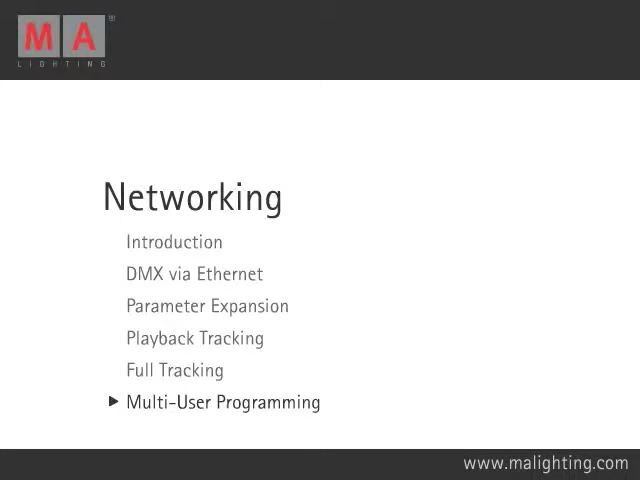 MA®
LIGHTING
Networking
Introduction
DMX via Ethernet
Parameter Expansion
Playback Tracking
Full Tracking
Multi-User Programming
www.malighting.com